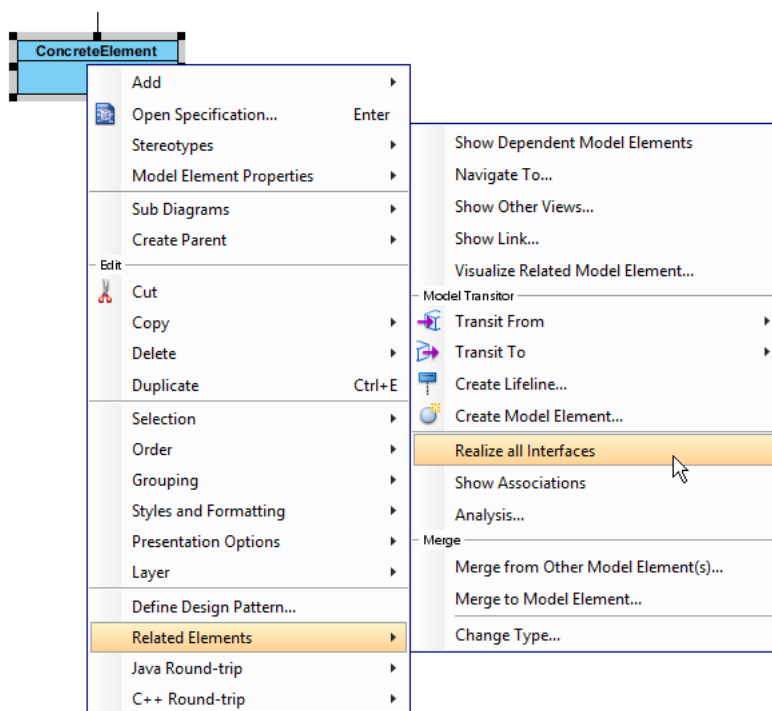 ConcreteElement
Add
Open Specification... Enter
Stereotypes
Model Element Properties
Sub Diagrams
Create Parent
Edit
Cut
Copy
Delete
Duplicate Ctrl+E
Selection
Order
Grouping
Styles and Formatting
Presentation Options
Layer
Define Design Pattern...
Related Elements
Java Round-trip
C++ Round-trip
Show Dependent Model Elements
Navigate To...
Show Other Views...
Show Link...
Visualize Related Model Element...
Model Transitor
Transit From
Transit To
Create Lifeline...
Create Model Element...
Realize all Interfaces
Show Associations
Analysis...
Merge
Merge from Other Model Element(s)...
Merge to Model Element...
Change Type...